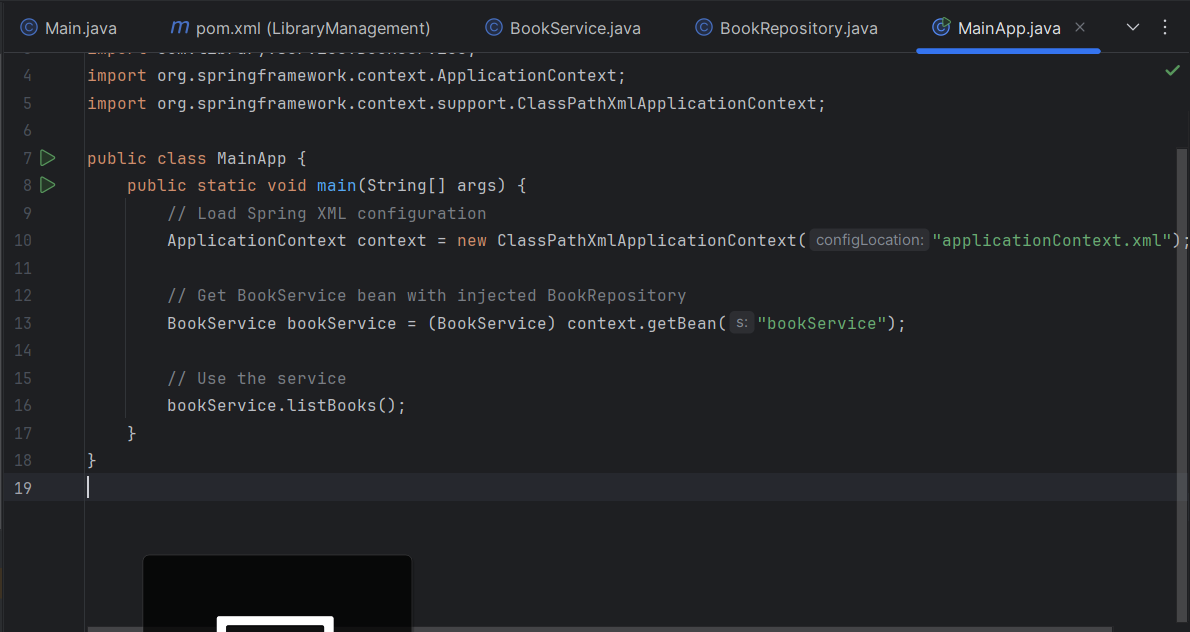 Main.java
m pom.xml (LibraryManagement)
BookService.java
BookRepository.java
MainApp.java
4 import org.springframework.context.ApplicationContext;
5 import org.springframework.context.support.ClassPathXmlApplicationContext;
6
7 public class MainApp {
8 public static void main(String[] args) {
9 // Load Spring XML configuration
10 ApplicationContext context = new ClassPathXmlApplicationContext( configLocation: "applicationContext.xml");
11
12 // Get BookService bean with injected BookRepository
13 BookService bookService = (BookService) context.getBean( s: "bookService");
14
15 // Use the service
16 bookService.listBooks();
17 }
18 }
19